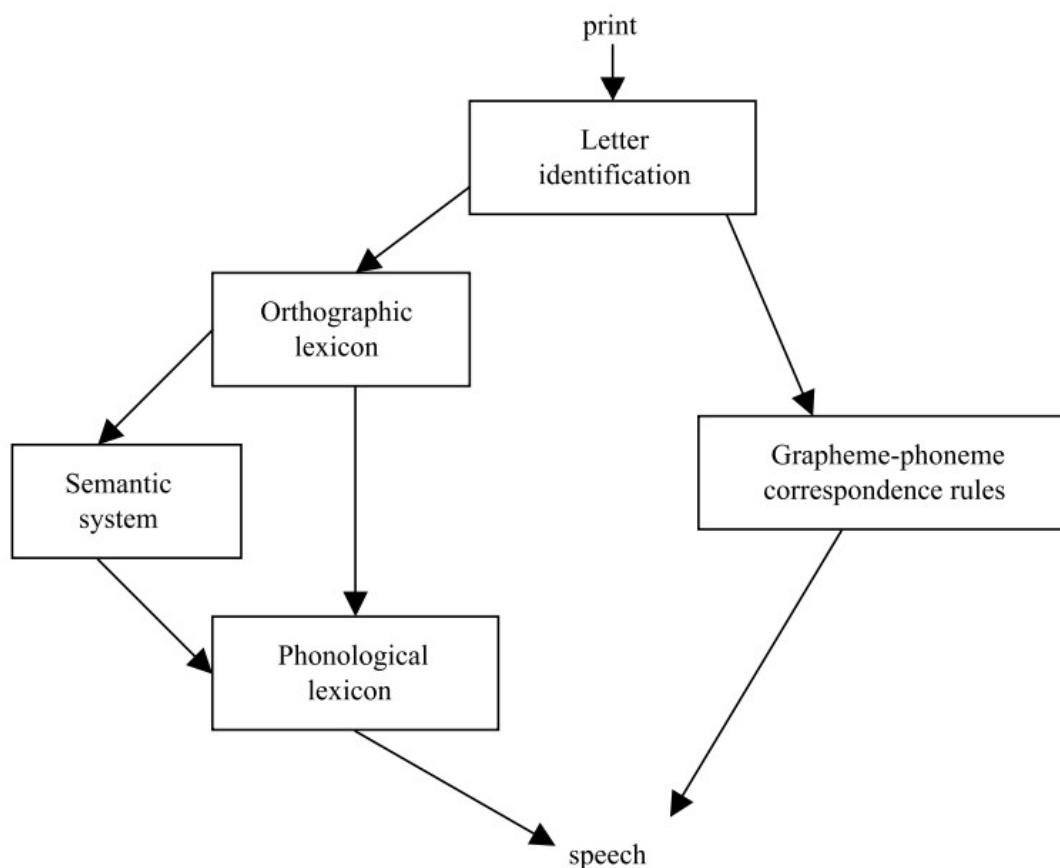 print
Letter
identification
Orthographic
lexicon
Semantic
system
Grapheme-phoneme
correspondence rules
Phonological
lexicon
speech